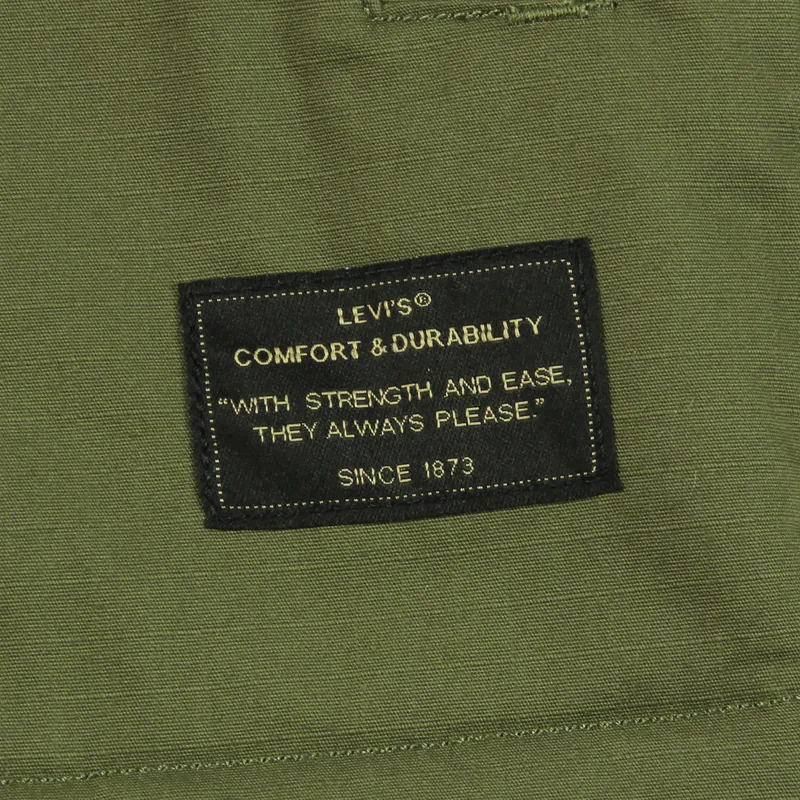 LEVI'S®
COMFORT & DURABILITY
“WITH STRENGTH AND EASE,
THEY ALWAYS PLEASE.”
SINCE 1873